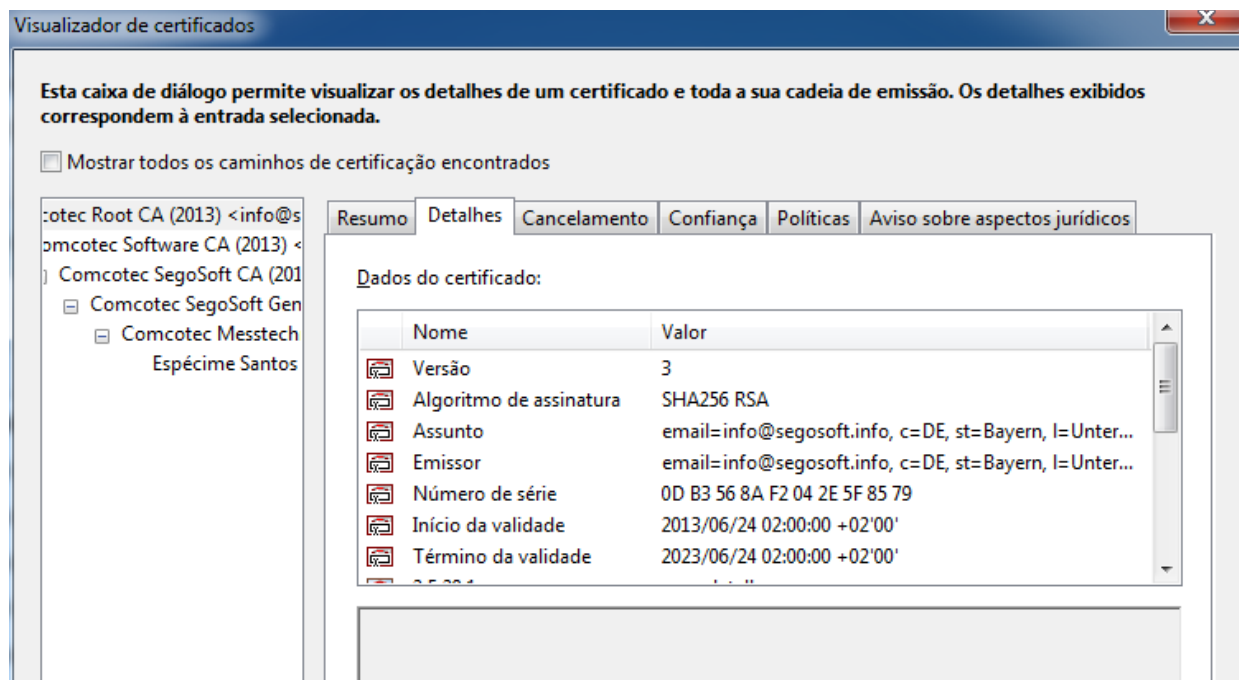 Visualizador de certificados
Esta caixa de diálogo permite visualizar os detalhes de um certificado e toda a sua cadeia de emissão. Os detalhes exibidos
correspondem à entrada selecionada.
Mostrar todos os caminhos de certificação encontrados
cotec Root CA (2013) <info@s
omcotec Software CA (2013) <
Comcotec SegoSoft CA (201
Comcotec SegoSoft Gen
Comcotec Messtech
Espécime Santos
Resumo Detalhes Cancelamento Confiança Políticas Aviso sobre aspectos jurídicos
Dados do certificado:
Nome Valor
Versão 3
Algoritmo de assinatura SHA256 RSA
Assunto email=info@segosoft.info, c=DE, st=Bayern, l=Unter...
Emissor email=info@segosoft.info, c=DE, st=Bayern, l=Unter...
Número de série 0D B3 56 8A F2 04 2E 5F 85 79
Início da validade 2013/06/24 02:00:00 +02'00'
Término da validade 2023/06/24 02:00:00 +02'00'